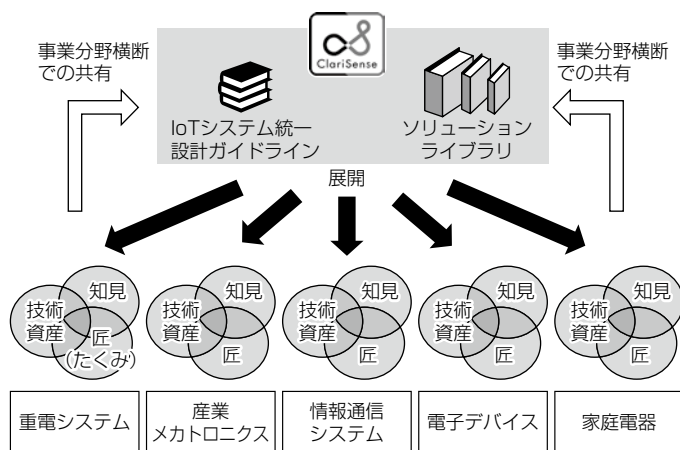 事業分野横断
での共有
ClariSense
事業分野横断
での共有
IoTシステム統一
設計ガイドライン
ソリューション
ライブラリ
展開
技術
資産
知見
匠
(たくみ)
技術
資産
知見
匠
技術
資産
知見
匠
技術
資産
知見
匠
技術
資産
知見
匠
重電システム
産業
メカトロニクス
情報通信
システム
電子デバイス
家庭電器